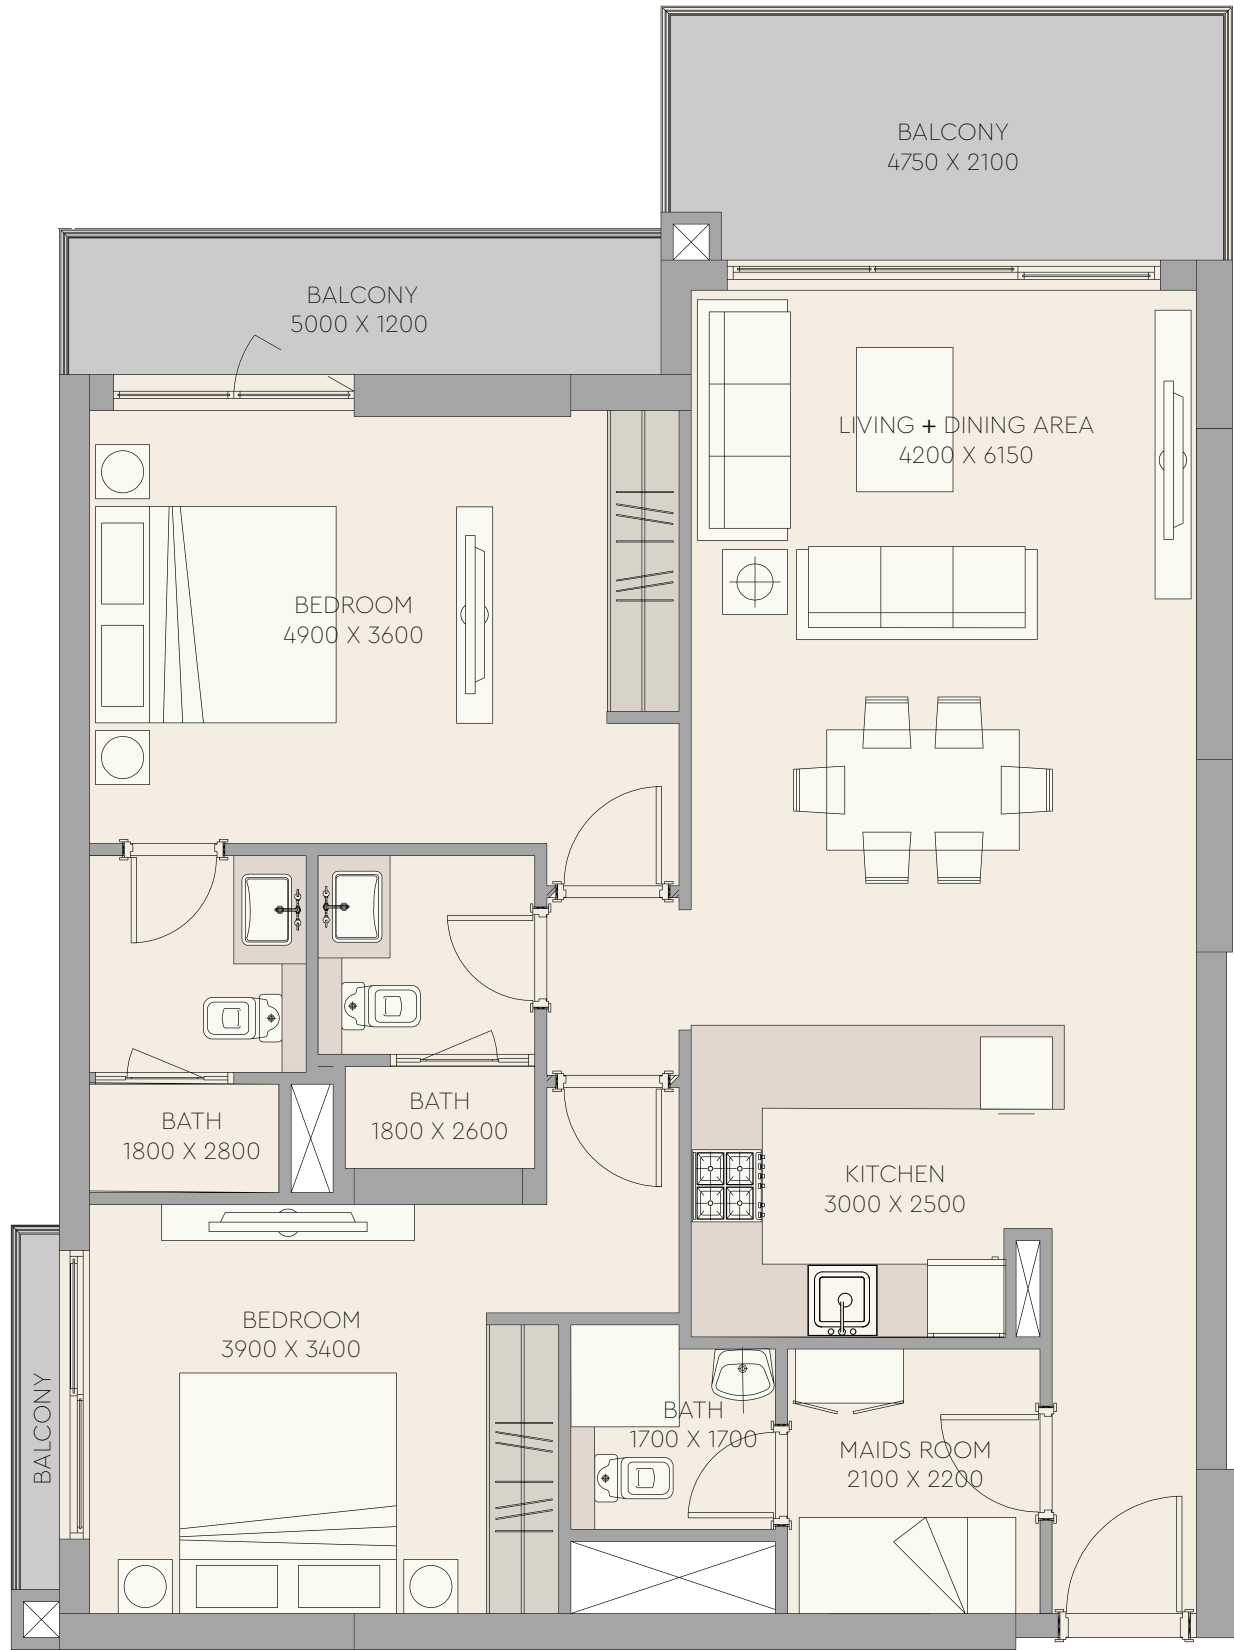 BALCONY
4750 X 2100
BALCONY
5000 X 1200
LIVING + DINING AREA
4200 X 6150
BEDROOM
4900 X 3600
BATH
1800 X 2800
BATH
1800 X 2600
KITCHEN
3000 X 2500
BEDROOM
3900 X 3400
BALCONY
BATH
1700 X 1700
MAIDS ROOM
2100 X 2200